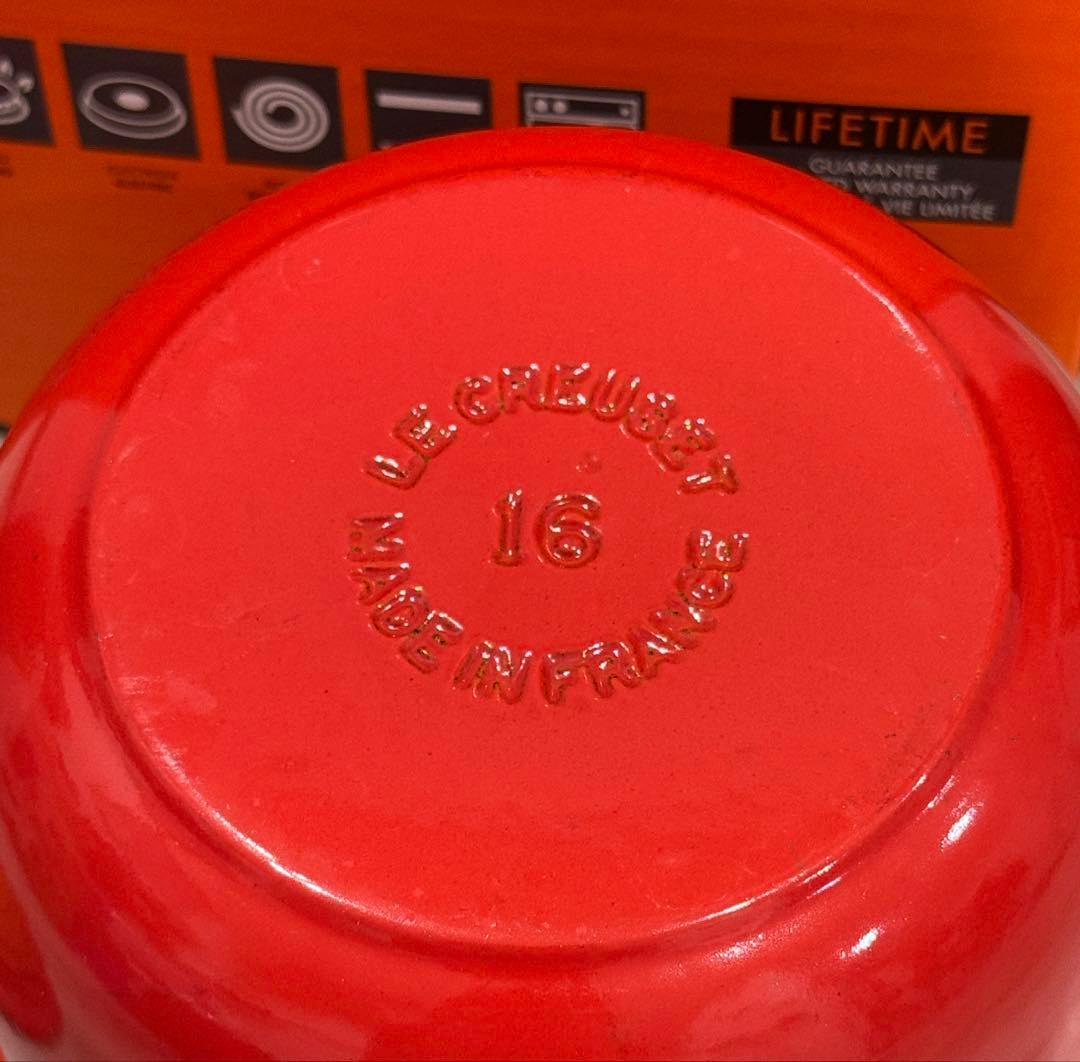 LIFETIME
GUARANTEE
WARRANTY
VIE LIMITÉE
LE CREUSET
16
MADE IN FRANCE